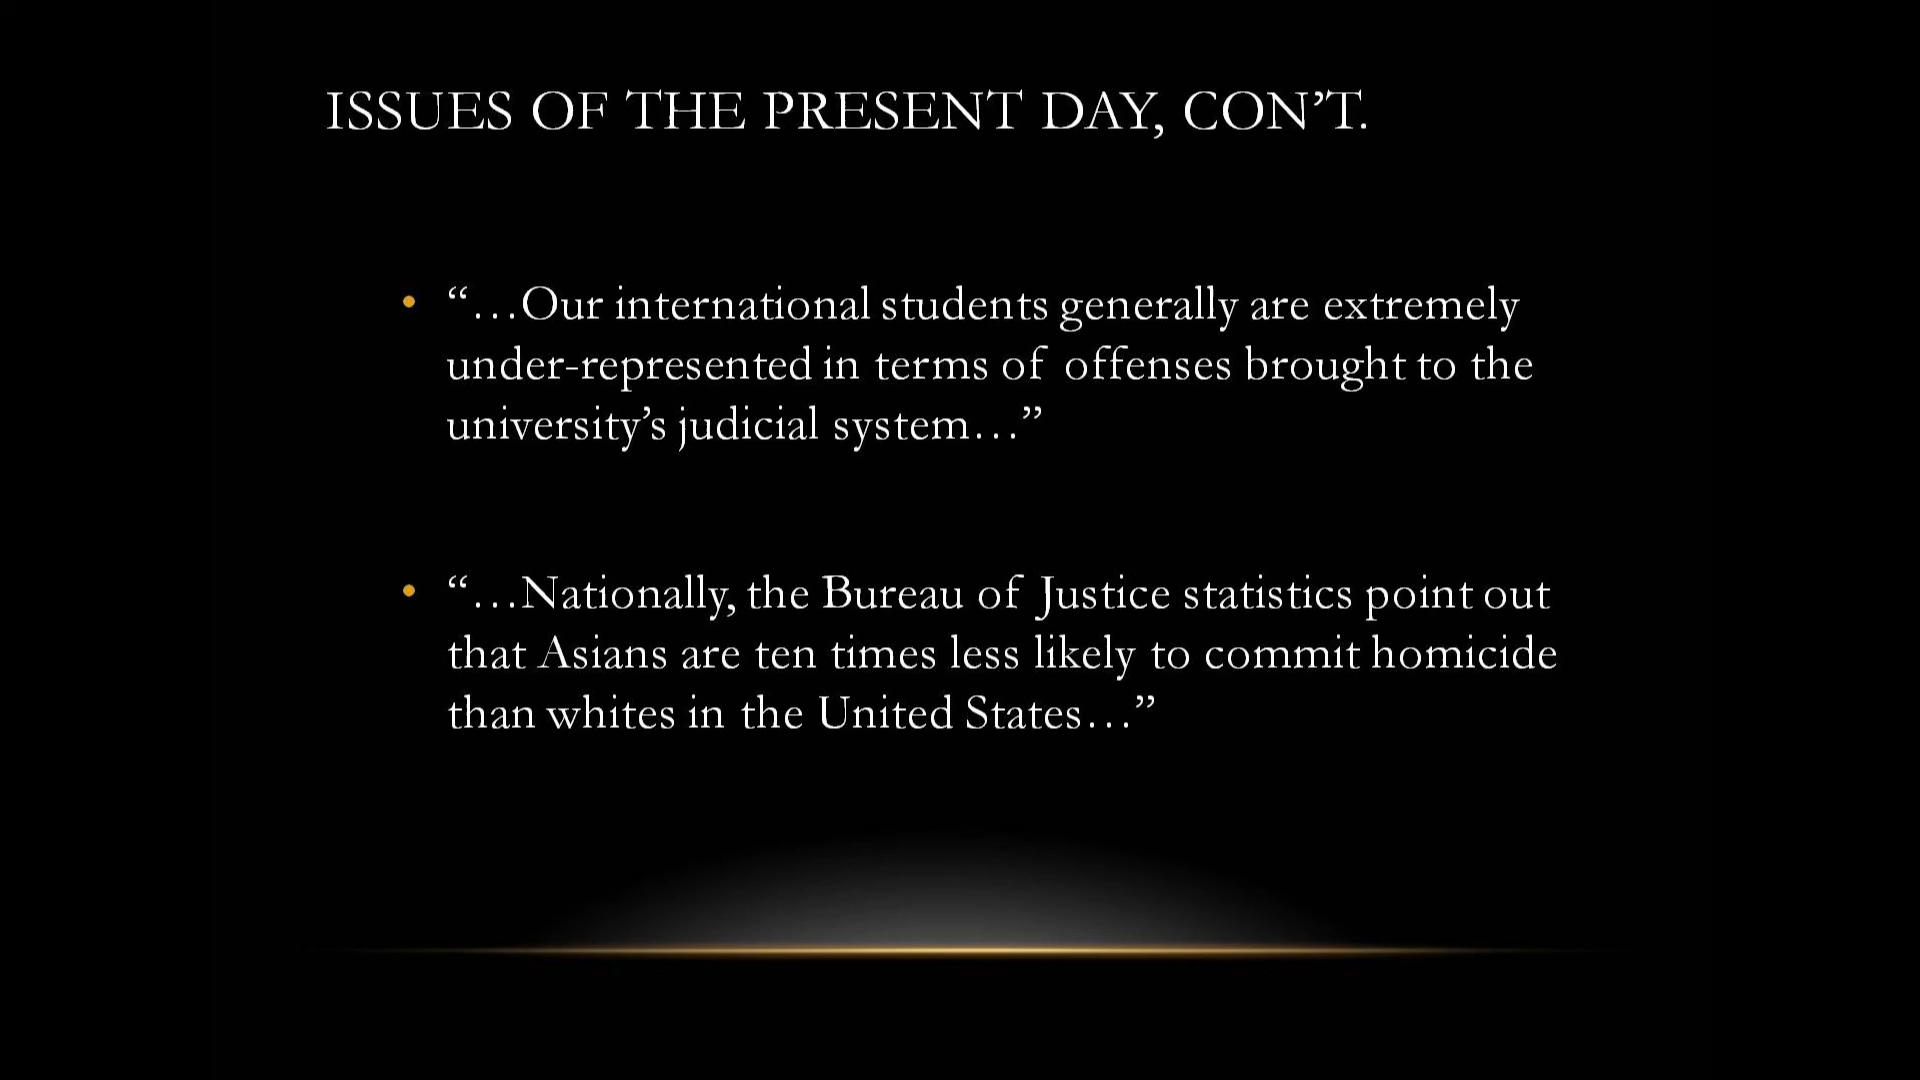 ISSUES OF THE PRESENT DAY, CON’T.
• “…Our international students generally are extremely
under-represented in terms of offenses brought to the
university’s judicial system…”
• “…Nationally, the Bureau of Justice statistics point out
that Asians are ten times less likely to commit homicide
than whites in the United States…”